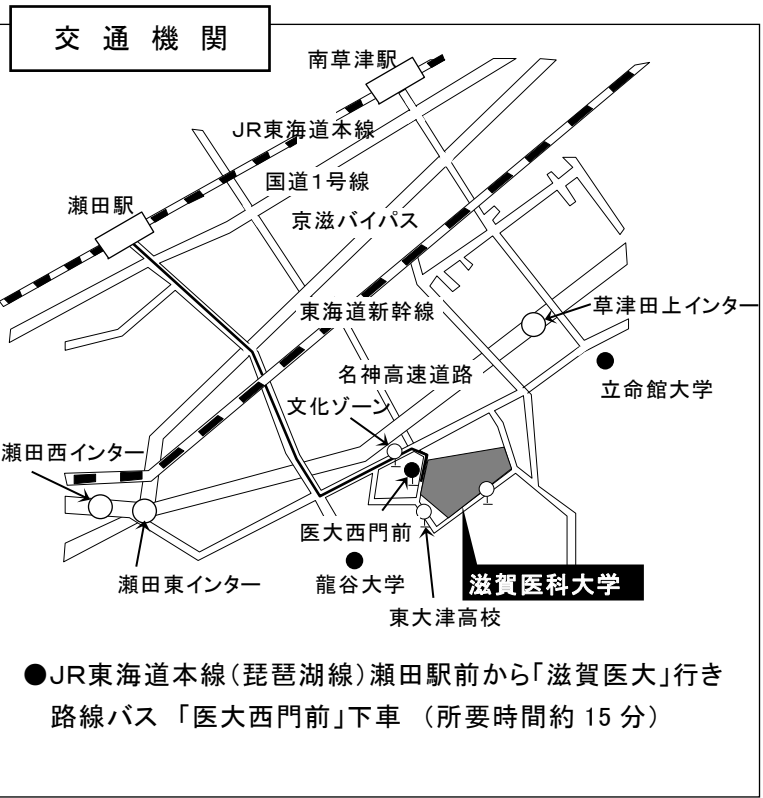 交通機関
南草津駅
JR東海道本線
国道1号線
瀬田駅
京滋バイパス
東海道新幹線
草津田上インター
名神高速道路
立命館大学
文化ゾーン
瀬田西インター
医大西門前
瀬田東インター
龍谷大学
滋賀医科大学
東大津高校
●JR東海道本線(琵琶湖線)瀬田駅前から「滋賀医大」行き
路線バス 「医大西門前」下車 (所要時間約 15 分)